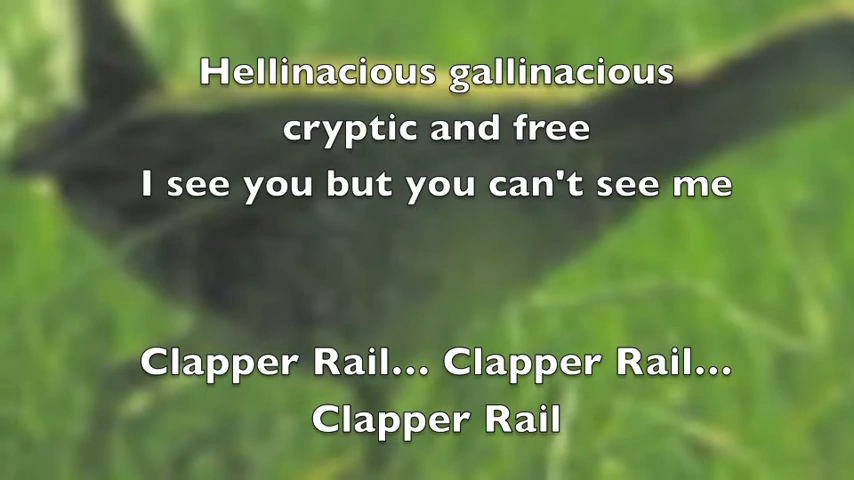 Hellinacious gallinacious
cryptic and free
I see you but you can't see me
Clapper Rail... Clapper Rail...
Clapper Rail